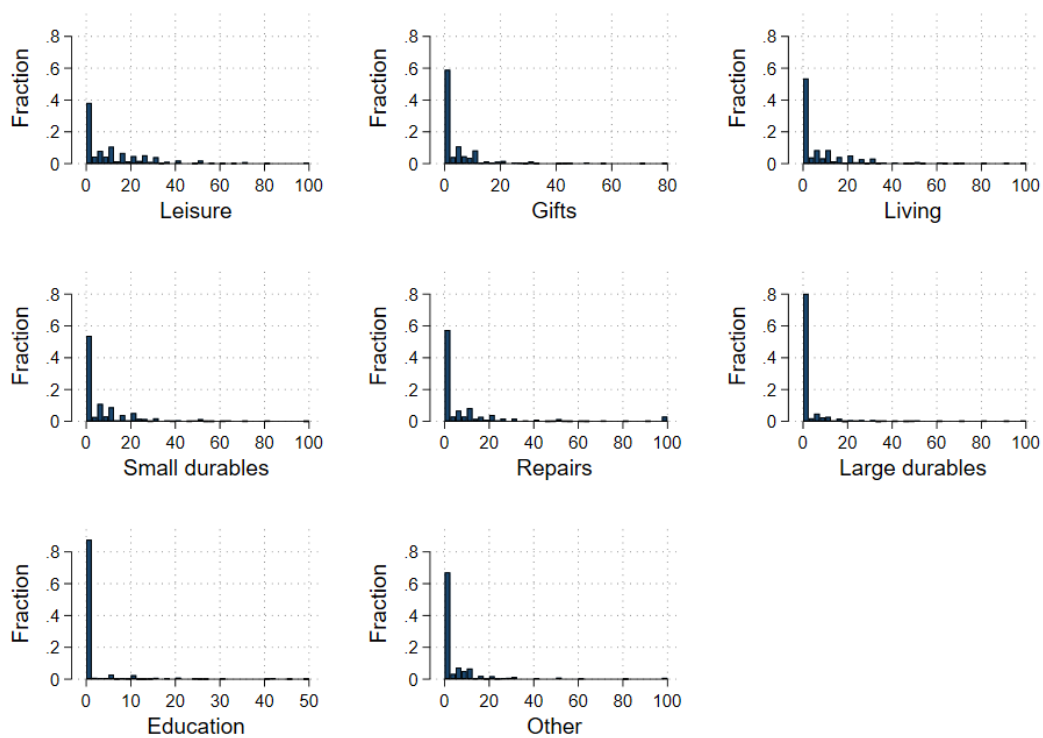 Fraction
.8
.6
.4
.2
0
0 20 40 60 80 100
Leisure
Fraction
.8
.6
.4
.2
0
0 20 40 60 80
Gifts
Fraction
.8
.6
.4
.2
0
0 20 40 60 80 100
Living
Fraction
.8
.6
.4
.2
0
0 20 40 60 80 100
Small durables
Fraction
.8
.6
.4
.2
0
0 20 40 60 80 100
Repairs
Fraction
.8
.6
.4
.2
0
0 20 40 60 80 100
Large durables
Fraction
.8
.6
.4
.2
0
0 10 20 30 40 50
Education
Fraction
.8
.6
.4
.2
0
0 20 40 60 80 100
Other